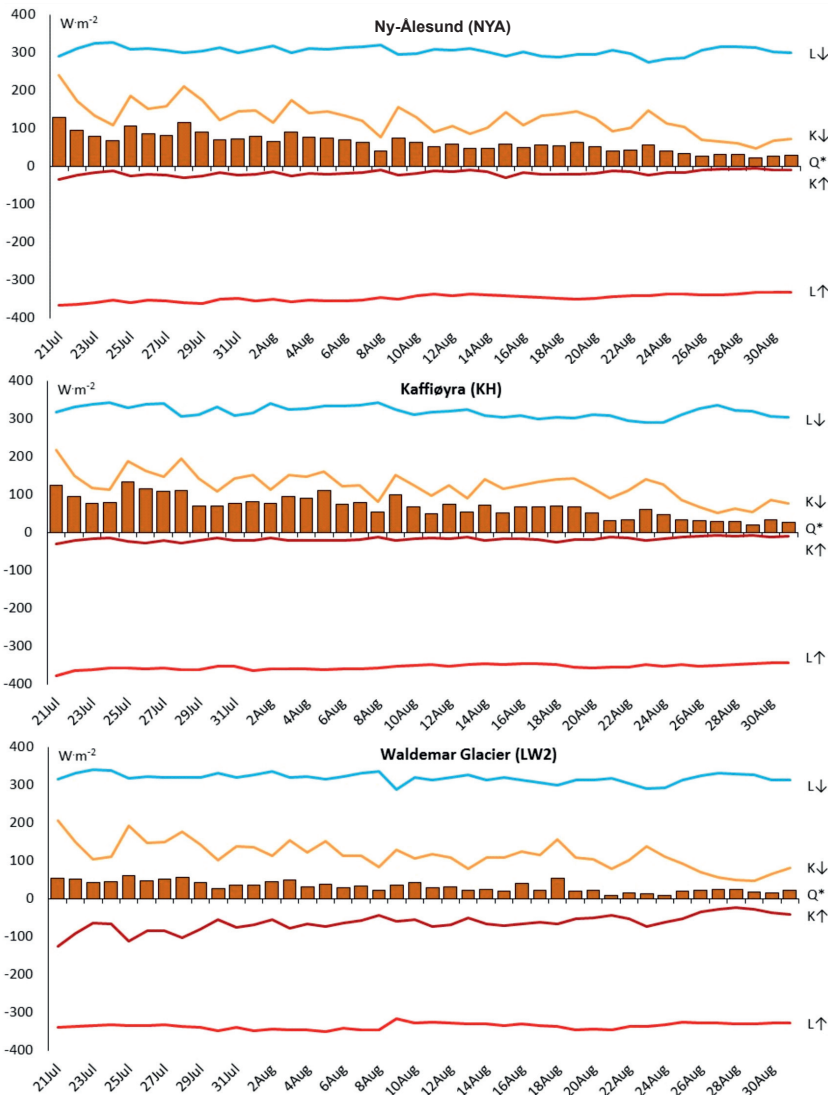 Ny-Ålesund (NYA)
W·m-2
400
300
200
100
0
-100
-200
-300
-400
L↓
K↓
Q*
K↑
L↑
21Jul 23Jul 25Jul 27Jul 29Jul 31Jul 2Aug 4Aug 6Aug 8Aug 10Aug 12Aug 14Aug 16Aug 18Aug 20Aug 22Aug 24Aug 26Aug 28Aug 30Aug
Kaffiøyra (KH)
W·m-2
400
300
200
100
0
-100
-200
-300
-400
L↓
K↓
Q*
K↑
L↑
21Jul 23Jul 25Jul 27Jul 29Jul 31Jul 2Aug 4Aug 6Aug 8Aug 10Aug 12Aug 14Aug 16Aug 18Aug 20Aug 22Aug 24Aug 26Aug 28Aug 30Aug
Waldemar Glacier (LW2)
W·m-2
400
300
200
100
0
-100
-200
-300
-400
L↓
K↓
Q*
K↑
L↑
21Jul 23Jul 25Jul 27Jul 29Jul 31Jul 2Aug 4Aug 6Aug 8Aug 10Aug 12Aug 14Aug 16Aug 18Aug 20Aug 22Aug 24Aug 26Aug 28Aug 30Aug